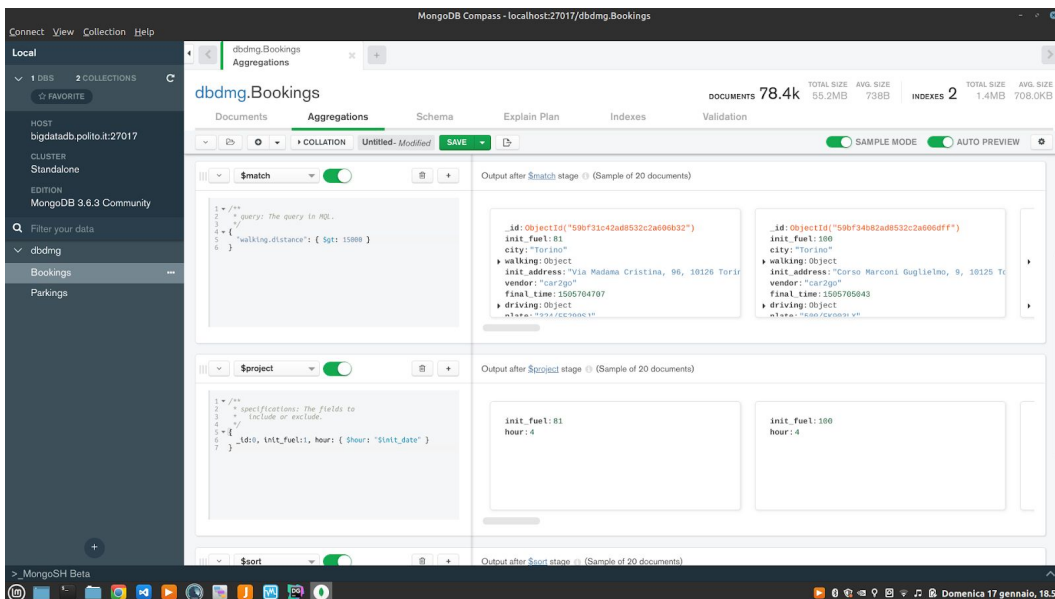 MongoDB Compass - localhost:27017/dbdmg.Bookings
Connect View Collection Help
Local
1 DBS 2 COLLECTIONS
FAVORITE
HOST
bigdatadb.polito.it:27017
CLUSTER
Standalone
EDITION
MongoDB 3.6.3 Community
Filter your data
dbdmg
Bookings
Parkings
>_MongoSH Beta
dbdmg.Bookings
Aggregations
dbdmg.Bookings
DOCUMENTS 78.4k TOTAL SIZE 55.2MB AVG. SIZE 738B INDEXES 2 TOTAL SIZE 1.4MB AVG. SIZE 708.0KB
Documents Aggregations Schema Explain Plan Indexes Validation
COLLATION Untitled- Modified SAVE SAMPLE MODE AUTO PREVIEW
$match
Output after $match stage (Sample of 20 documents)
1 /**
2 * query: The query in MQL.
3 */
4 {
5 "walking.distance": { $gt: 15000 }
6 }
_id:ObjectId("59bf31c42ad8532c2a606b32")
init_fuel:81
city:"Torino"
walking:Object
init_address:"Via Madama Cristina, 96, 10126 Torir
vendor:"car2go"
final_time:1505704707
driving:Object
_id:ObjectId("59bf34b82ad8532c2a606dff")
init_fuel:100
city:"Torino"
walking:Object
init_address:"Corso Marconi Guglielmo, 9, 10125 To
vendor:"car2go"
final_time:1505705043
driving:Object
$project
Output after $project stage (Sample of 20 documents)
1 /**
2 * specifications: The fields to
3 * include or exclude.
4 */
5 {
6 _id:0, init_fuel:1, hour: { $hour: "$init_date" }
7 }
init_fuel:81
hour:4
init_fuel:100
hour:4
$sort
Output after $sort stage (Sample of 20 documents)
Domenica 17 gennaio, 18.5